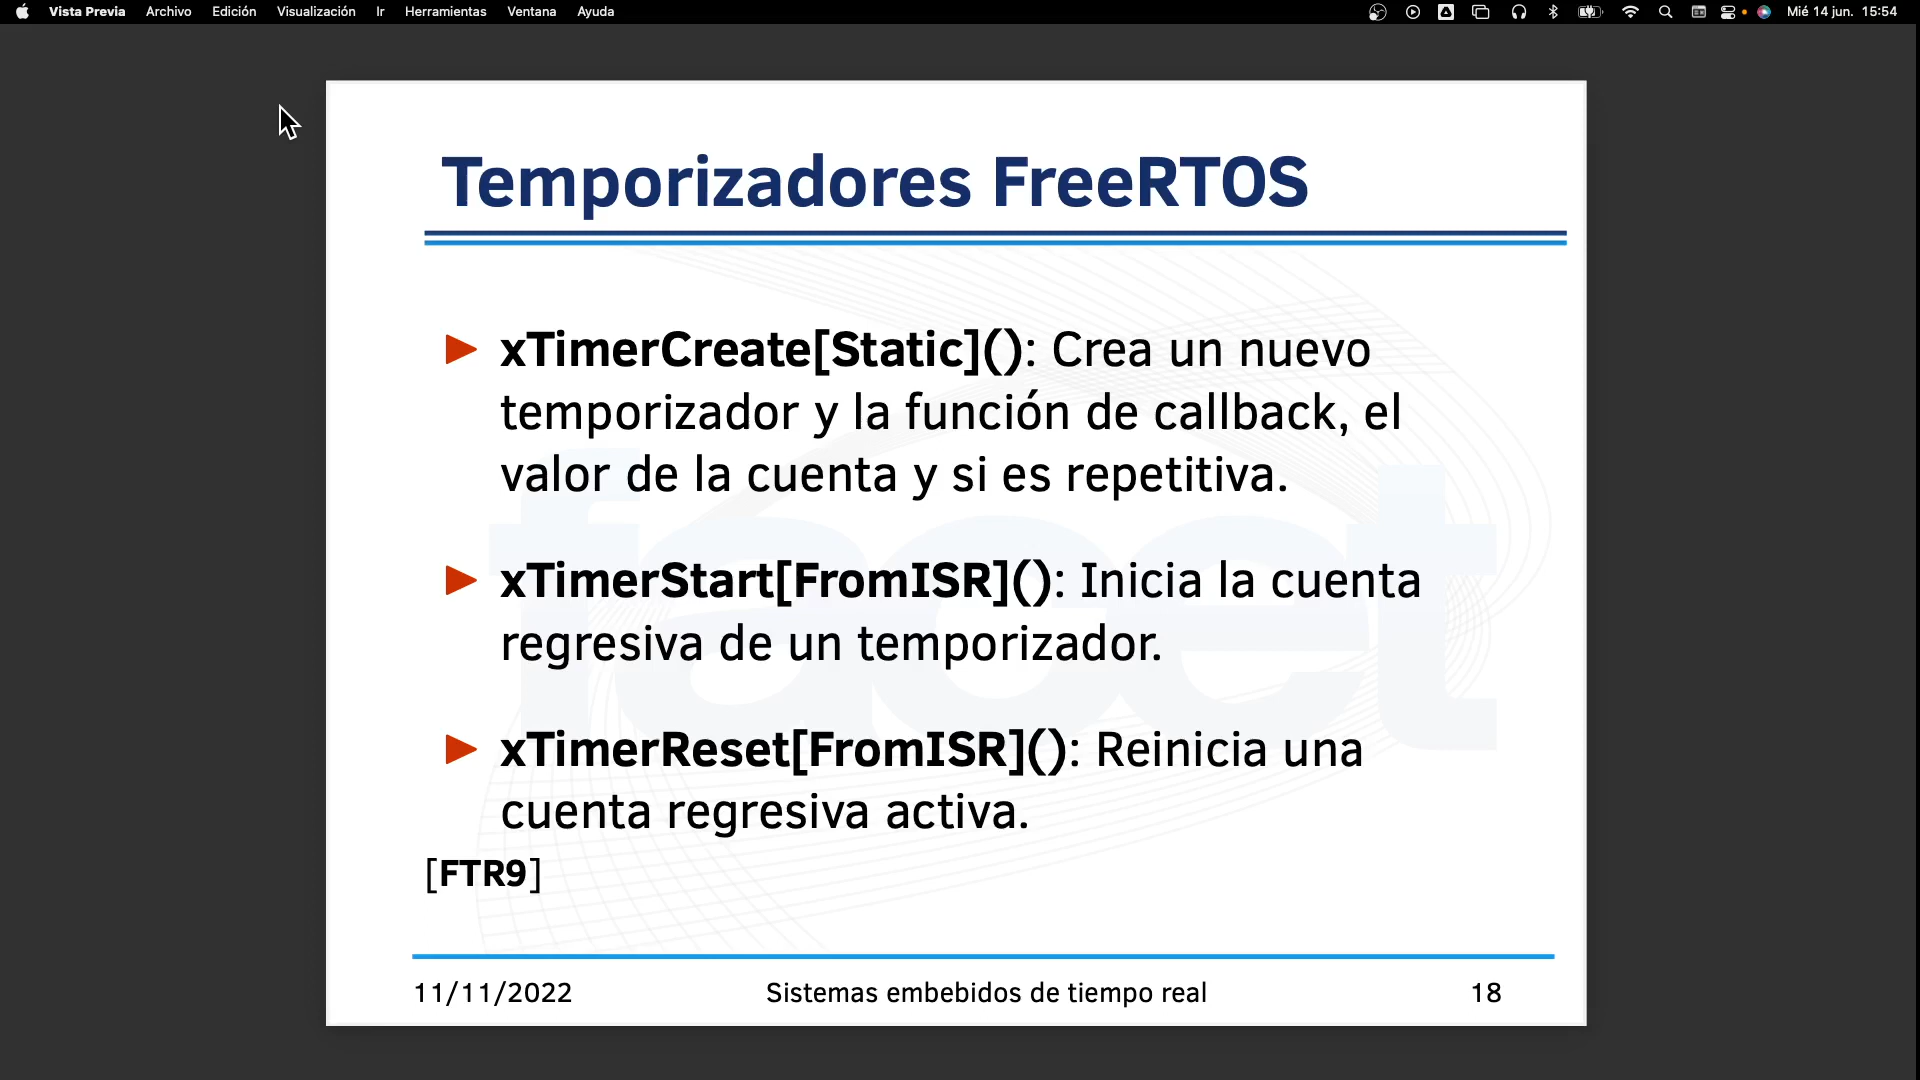 Vista Previa Archivo Edición Visualización Ir Herramientas Ventana Ayuda Mié 14 jun. 15:54
Temporizadores FreeRTOS
xTimerCreate[Static](): Crea un nuevo
temporizador y la función de callback, el
valor de la cuenta y si es repetitiva.
xTimerStart[FromISR](): Inicia la cuenta
regresiva de un temporizador.
xTimerReset[FromISR](): Reinicia una
cuenta regresiva activa.
[FTR9]
facet
11/11/2022 Sistemas embebidos de tiempo real 18